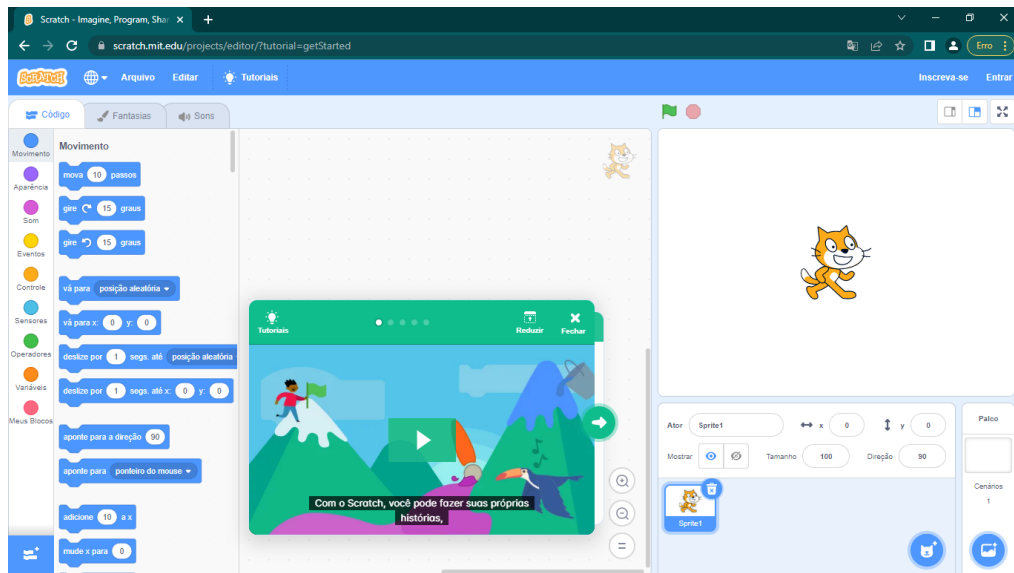 Scratch - Imagine, Program, Shar
scratch.mit.edu/projects/editor/?tutorial=getStarted
Erro
SCRATCH
Arquivo
Editar
Tutoriais
Inscreva-se
Entrar
Código
Fantasias
Sons
Movimento
Aparência
Som
Eventos
Controle
Sensores
Operadores
Variáveis
Meus Blocos
Movimento
mova 10 passos
gire 15 graus
gire 15 graus
vá para posição aleatória
vá para x: 0 y: 0
deslize por 1 segs. até posição aleatória
deslize por 1 segs. até x: 0 y: 0
aponte para a direção 90
aponte para ponteiro do mouse
adicione 10 a x
mude x para 0
Tutoriais
Reduzir
Fechar
Com o Scratch, você pode fazer suas próprias
histórias,
Ator Sprite1 x 0 y 0
Mostrar Tamanho 100 Direção 90
Sprite1
Palco
Cenários
1